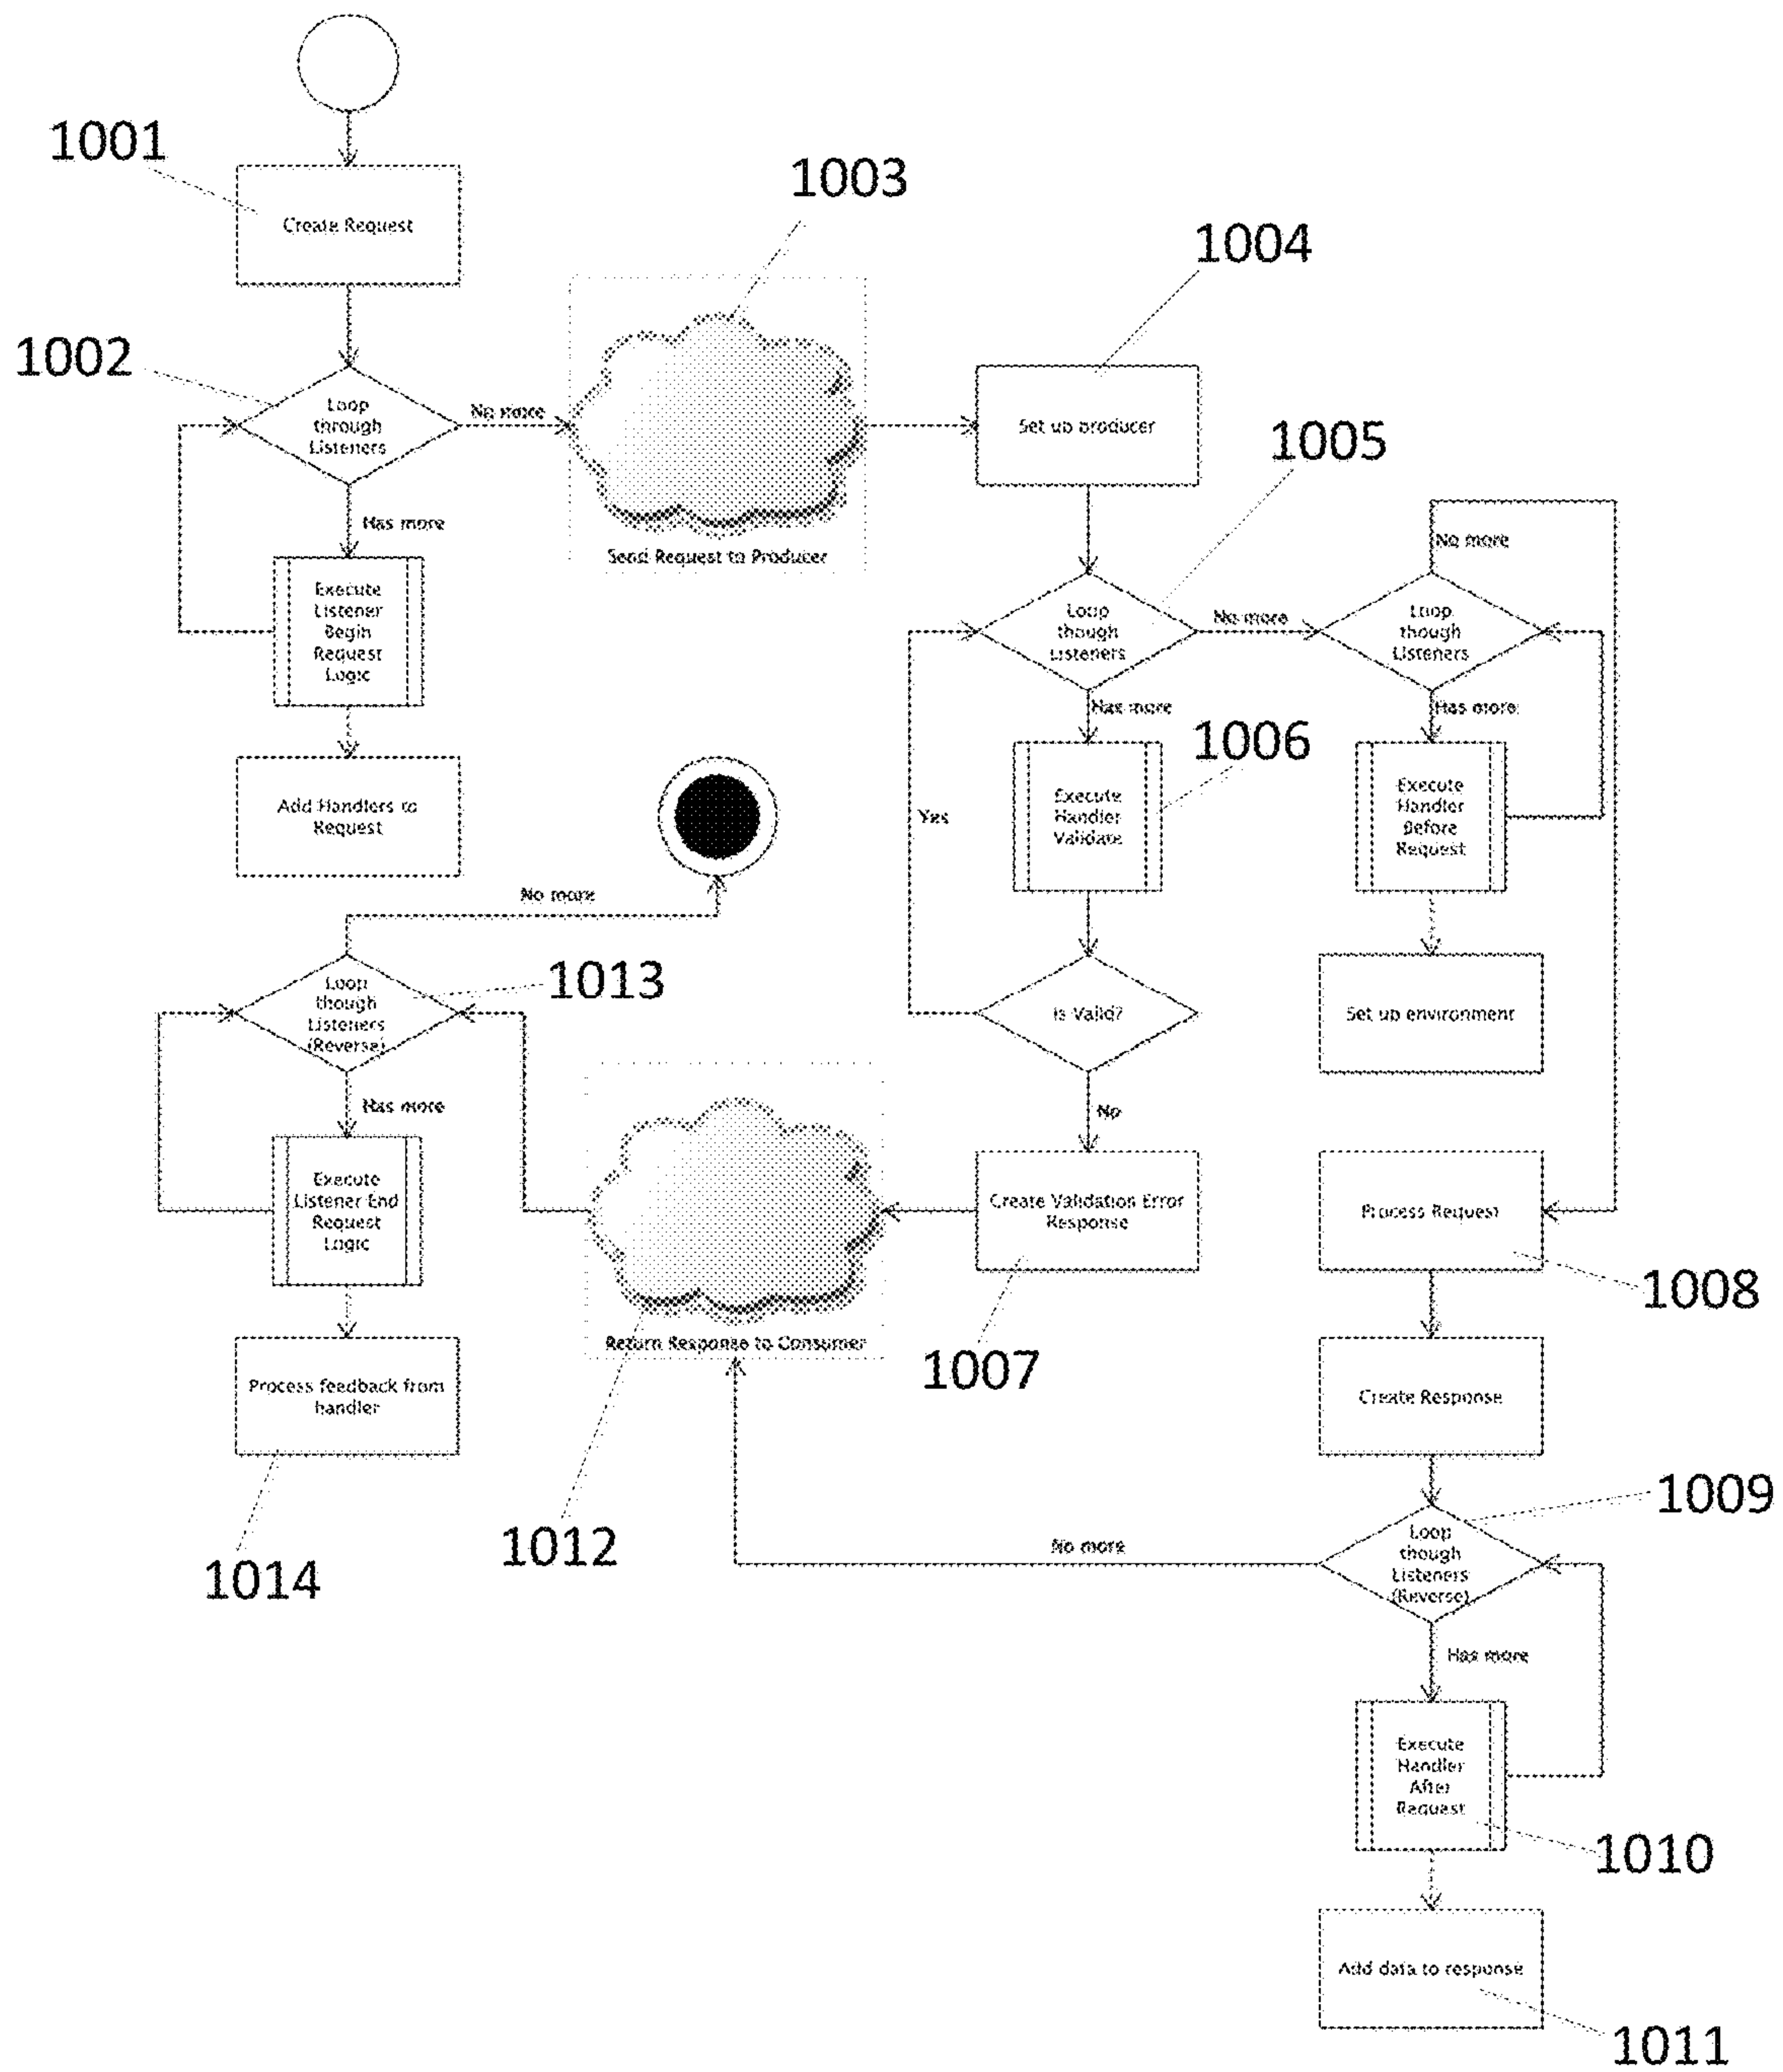 1001
Create Request
1003
1004
1002
Loop
through
Listeners
No more
Set up producer
1005
Has more
Send Request to Producer
No more
Execute
Listener
Begin
Request
Logic
Loop
though
Listeners
No more
Loop
though
Listeners
Has more
Has more
1006
Add Handlers to
Request
Execute
Handler
Validate
Execute
Handler
Before
Request
Yes
No more
1013
Loop
though
Listeners
(Reverse)
Is Valid?
Set up environment
Has more
No
Execute
Listener End
Request
Logic
Create Validation Error
Response
Process Request
1008
Return Response to Consumer
1007
Process feedback from
handler
Create Response
1009
1012
1014
No more
Loop
though
Listeners
(Reverse)
Has more
Execute
Handler
After
Request
1010
Add data to response
1011